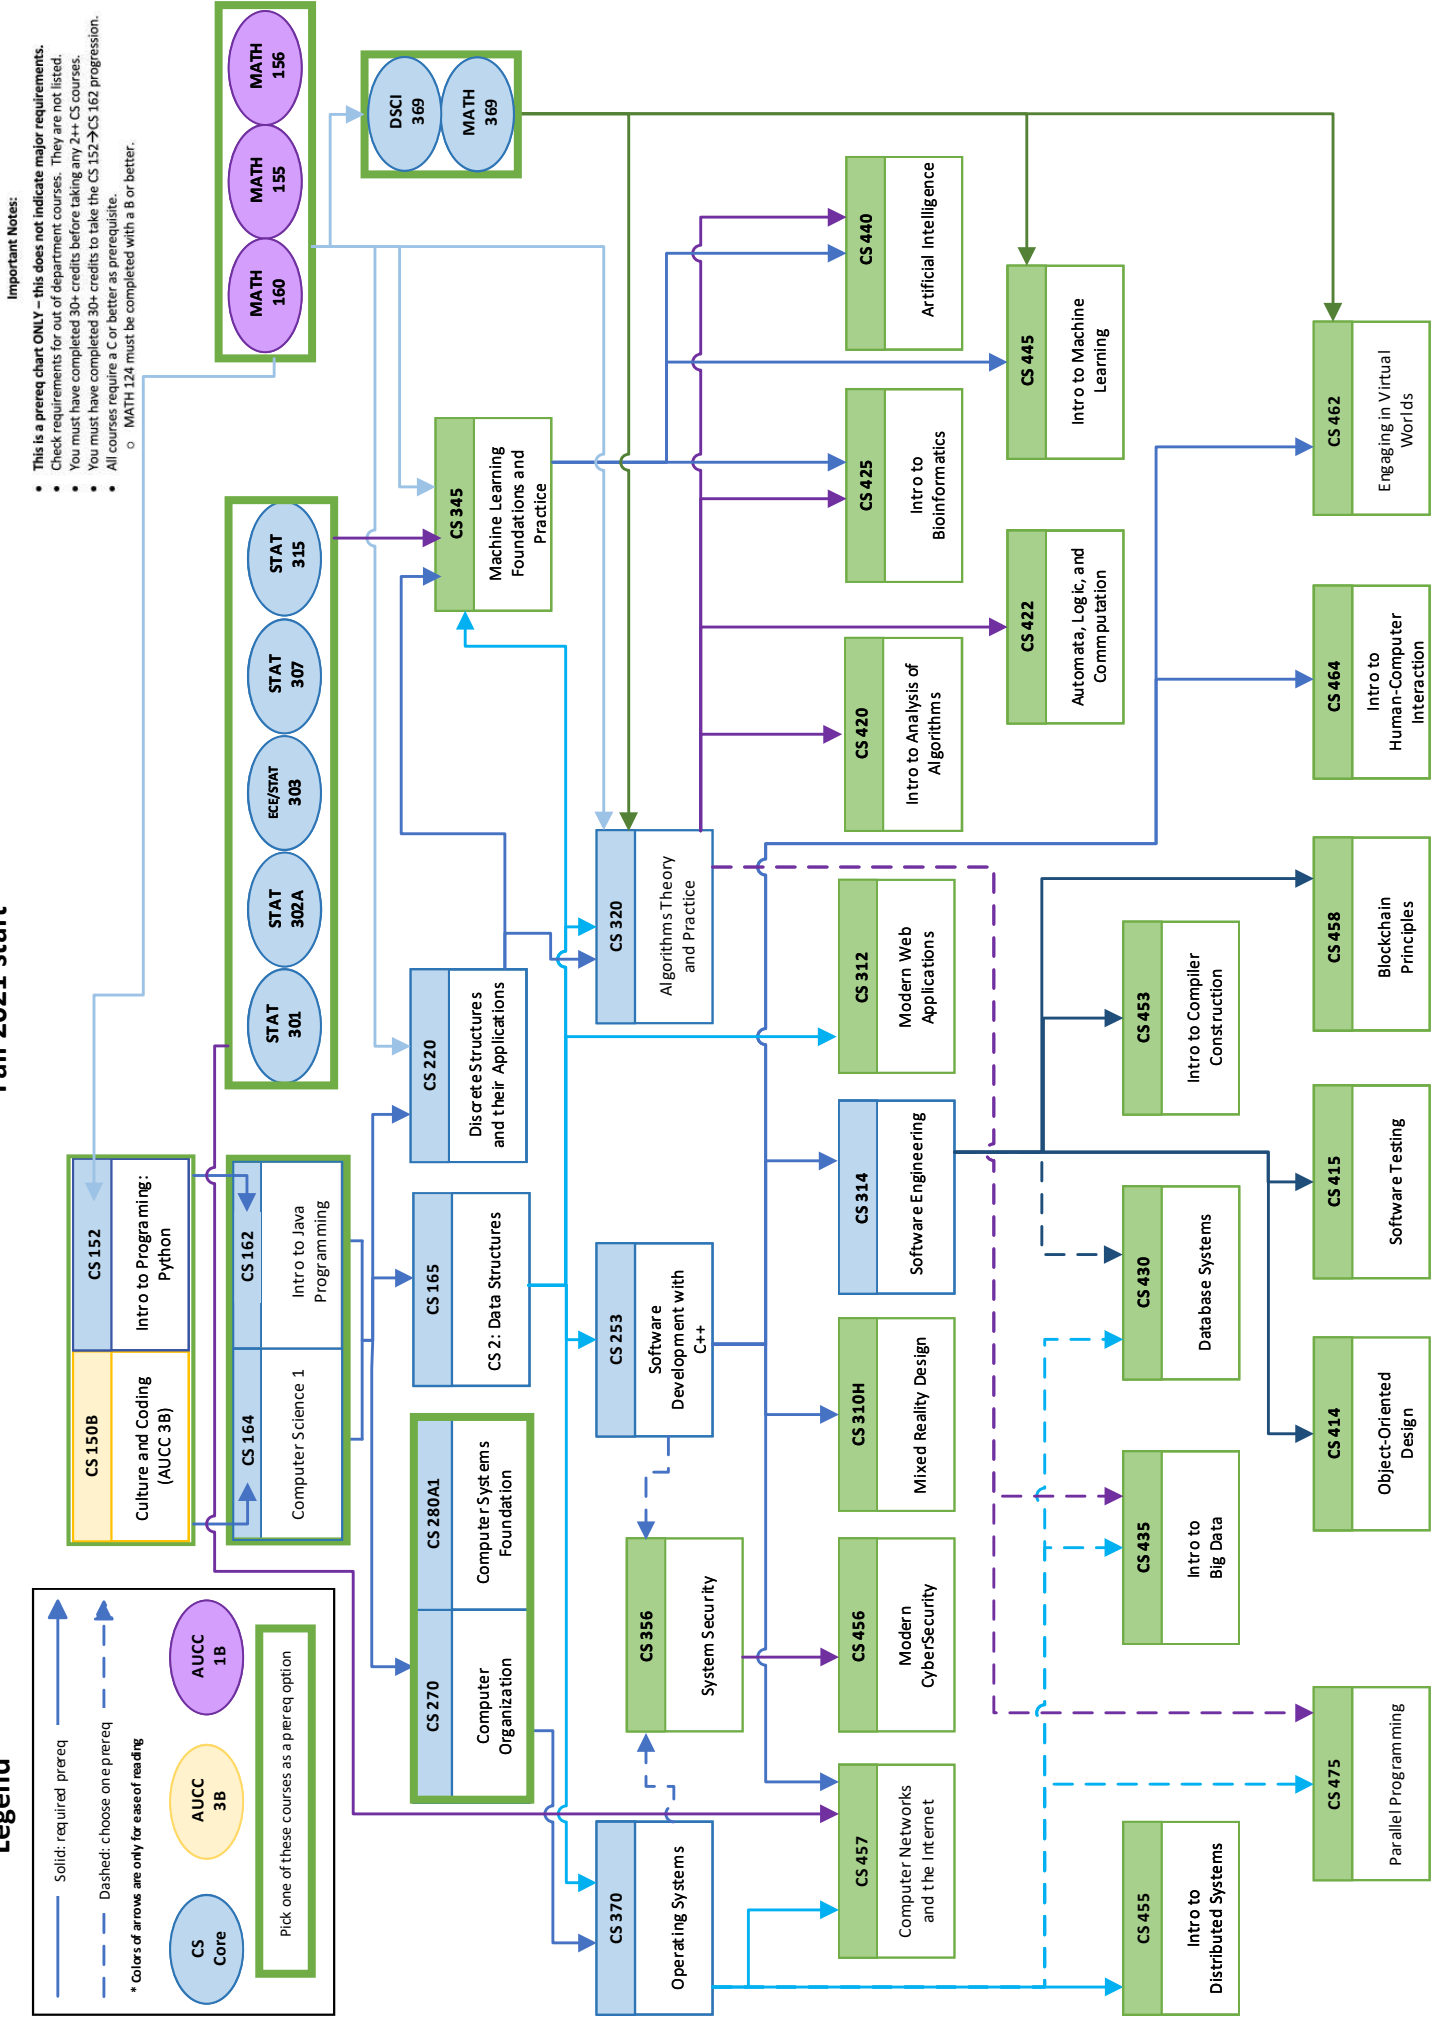 Fall 2021 start
Legend
Solid: required prereq
Dashed: choose one prereq
* Colors of arrows are only for ease of reading
CS
Core
AUCC
3B
AUCC
1B
Pick one of these courses as a prereq option
Important Notes:
• This is a prereq chart ONLY – this does not indicate major requirements.
• Check requirements for out of department courses. They are not listed.
• You must have completed 30+ credits before taking any 2++ CS courses.
• You must have completed 30+ credits to take the CS 152→CS 162 progression.
• All courses require a C or better as prerequisite.
○ MATH 124 must be completed with a B or better.
CS 150B
Culture and Coding
(AUCC 3B)
CS 152
Intro to Programing:
Python
MATH
160
MATH
155
MATH
156
CS 164
Computer Science 1
CS 162
Intro to Java
Programming
STAT
301
STAT
302A
ECE/STAT
303
STAT
307
STAT
315
DSCI
369
MATH
369
CS 270
Computer
Organization
CS 280A1
Computer Systems
Foundation
CS 165
CS 2: Data Structures
CS 220
Discrete Structures
and their Applications
CS 345
Machine Learning
Foundations and
Practice
CS 370
Operating Systems
CS 356
System Security
CS 253
Software
Development with
C++
CS 320
Algorithms Theory
and Practice
CS 457
Computer Networks
and the Internet
CS 456
Modern
CyberSecurity
CS 310H
Mixed Reality Design
CS 314
Software Engineering
CS 312
Modern Web
Applications
CS 420
Intro to Analysis of
Algorithms
CS 425
Intro to
Bioinformatics
CS 440
Artificial Intelligence
CS 422
Automata, Logic, and
Commputation
CS 445
Intro to Machine
Learning
CS 455
Intro to
Distributed Systems
CS 435
Intro to
Big Data
CS 430
Database Systems
CS 453
Intro to Compiler
Construction
CS 475
Parallel Programming
CS 414
Object-Oriented
Design
CS 415
Software Testing
CS 458
Blockchain
Principles
CS 464
Intro to
Human-Computer
Interaction
CS 462
Engaging in Virtual
Worlds